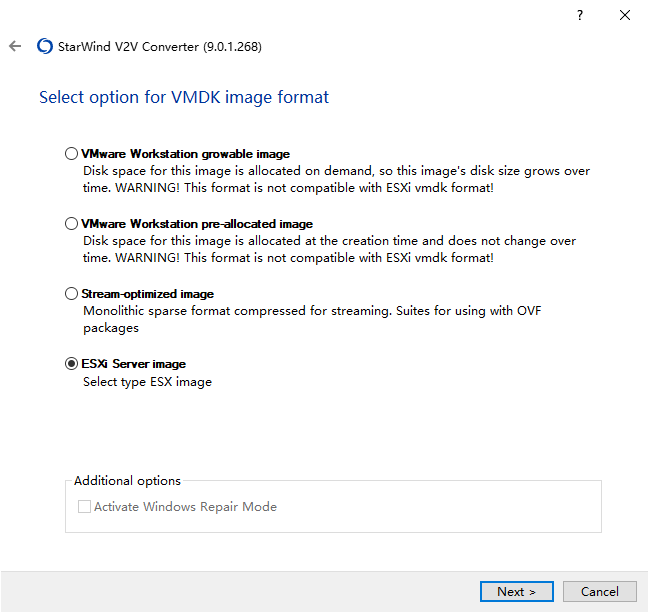 ?
StarWind V2V Converter (9.0.1.268)
Select option for VMDK image format
VMware Workstation growable image
Disk space for this image is allocated on demand, so this image's disk size grows over
time. WARNING! This format is not compatible with ESXi vmdk format!
VMware Workstation pre-allocated image
Disk space for this image is allocated at the creation time and does not change over
time. WARNING! This format is not compatible with ESXi vmdk format!
Stream-optimized image
Monolithic sparse format compressed for streaming. Suites for using with OVF
packages
ESXi Server image
Select type ESX image
Additional options
Activate Windows Repair Mode
Next >
Cancel